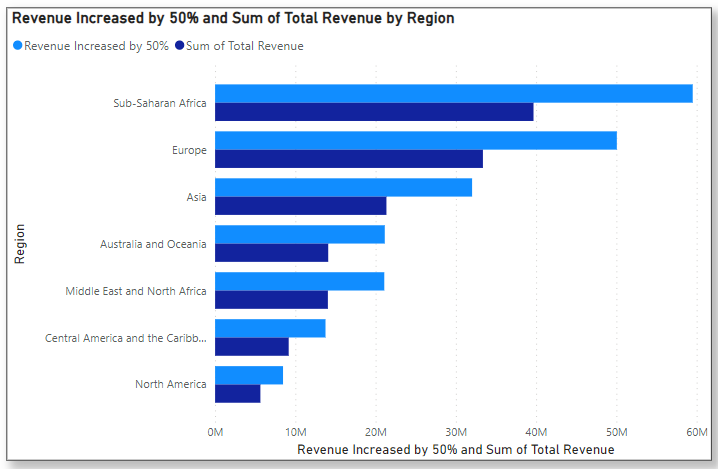 Revenue Increased by 50% and Sum of Total Revenue by Region
Revenue Increased by 50% Sum of Total Revenue
Sub-Saharan Africa
Europe
Asia
Australia and Oceania
Middle East and North Africa
Central America and the Caribb...
North America
Region
0M 10M 20M 30M 40M 50M 60M
Revenue Increased by 50% and Sum of Total Revenue